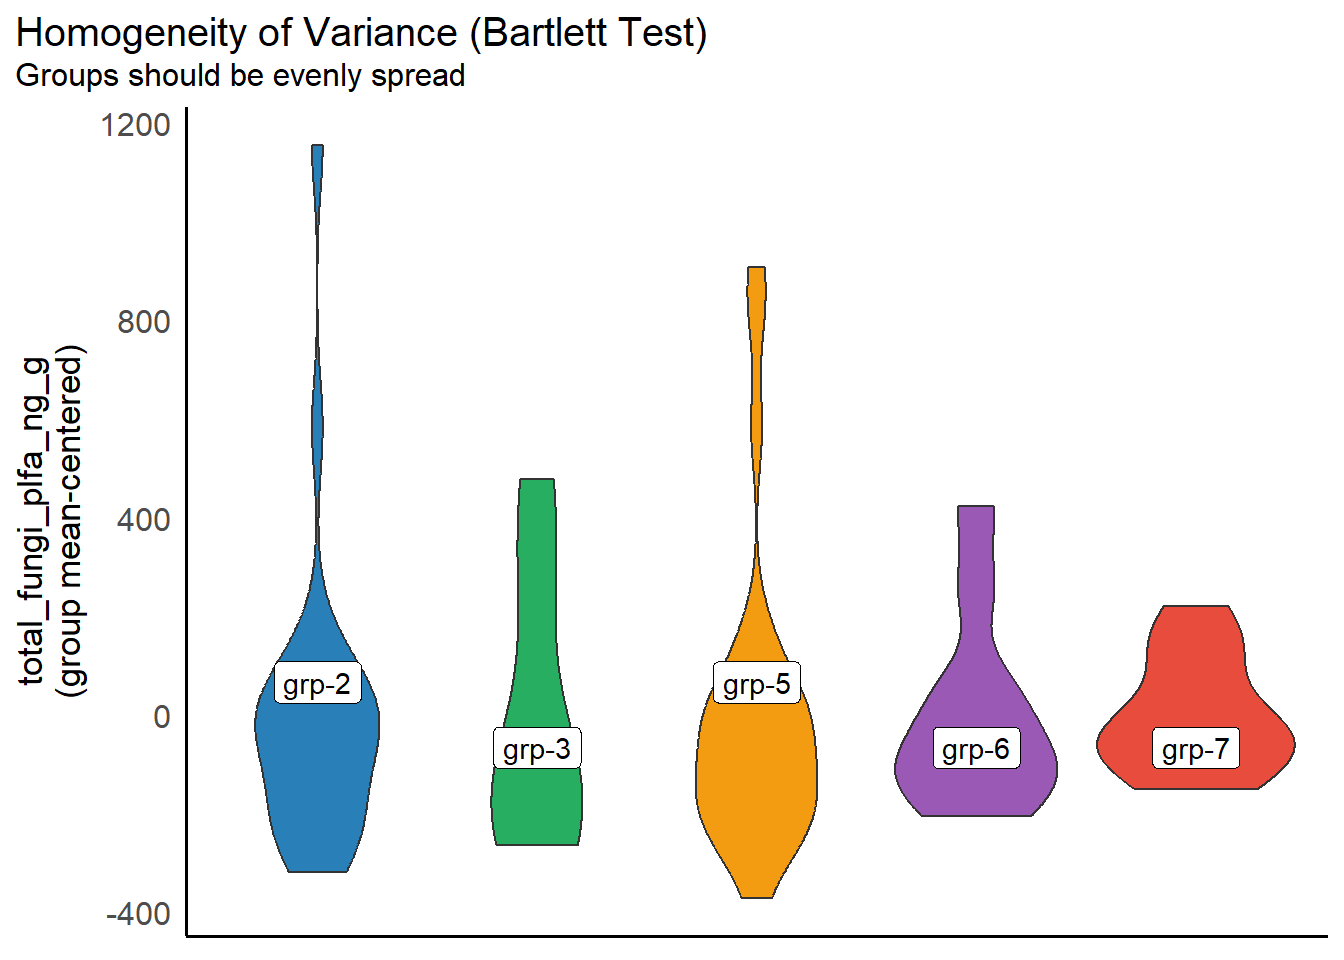 Homogeneity of Variance (Bartlett Test)
Groups should be evenly spread
total_fungi_plfa_ng_g
(group mean-centered)
1200
800
400
0
-400
grp-2
grp-3
grp-5
grp-6
grp-7